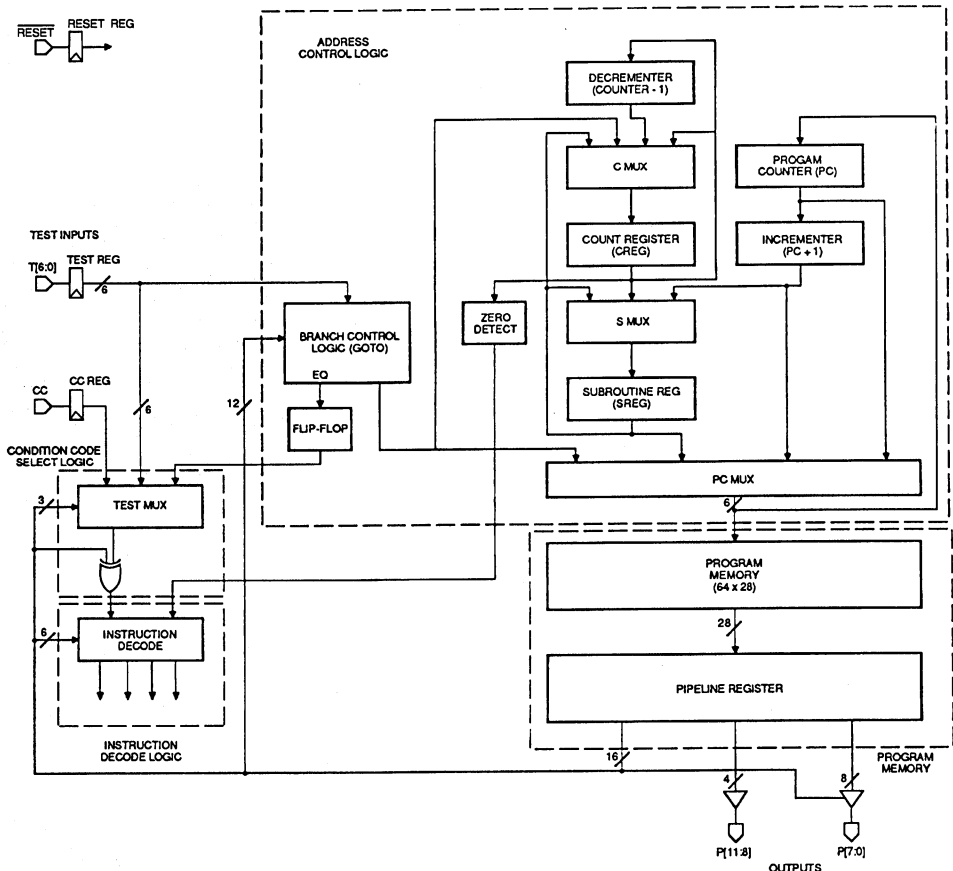 RESET
RESET REG
ADDRESS
CONTROL LOGIC
DECREMENTER
(COUNTER - 1)
C MUX
PROGAM
COUNTER (PC)
COUNT REGISTER
(CREG)
INCREMENTER
(PC + 1)
TEST INPUTS
T[6:0]
TEST REG
6
ZERO
DETECT
S MUX
BRANCH CONTROL
LOGIC (GOTO)
EQ
SUBROUTINE REG
(SREG)
CC
CC REG
6
12
FLIP-FLOP
CONDITION CODE
SELECT LOGIC
PC MUX
3
TEST MUX
6
PROGRAM
MEMORY
(64 x 28)
28
6
INSTRUCTION
DECODE
PIPELINE REGISTER
INSTRUCTION
DECODE LOGIC
16
PROGRAM
MEMORY
4
8
P[11:8]
P[7:0]
OUTPUTS